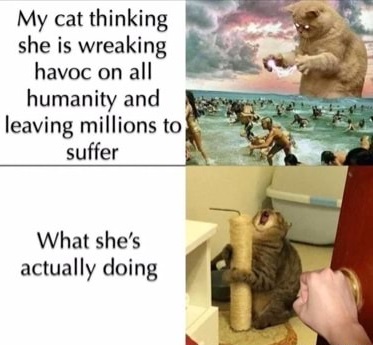 My cat thinking
she is wreaking
havoc on all
humanity and
leaving millions to
suffer
What she's
actually doing